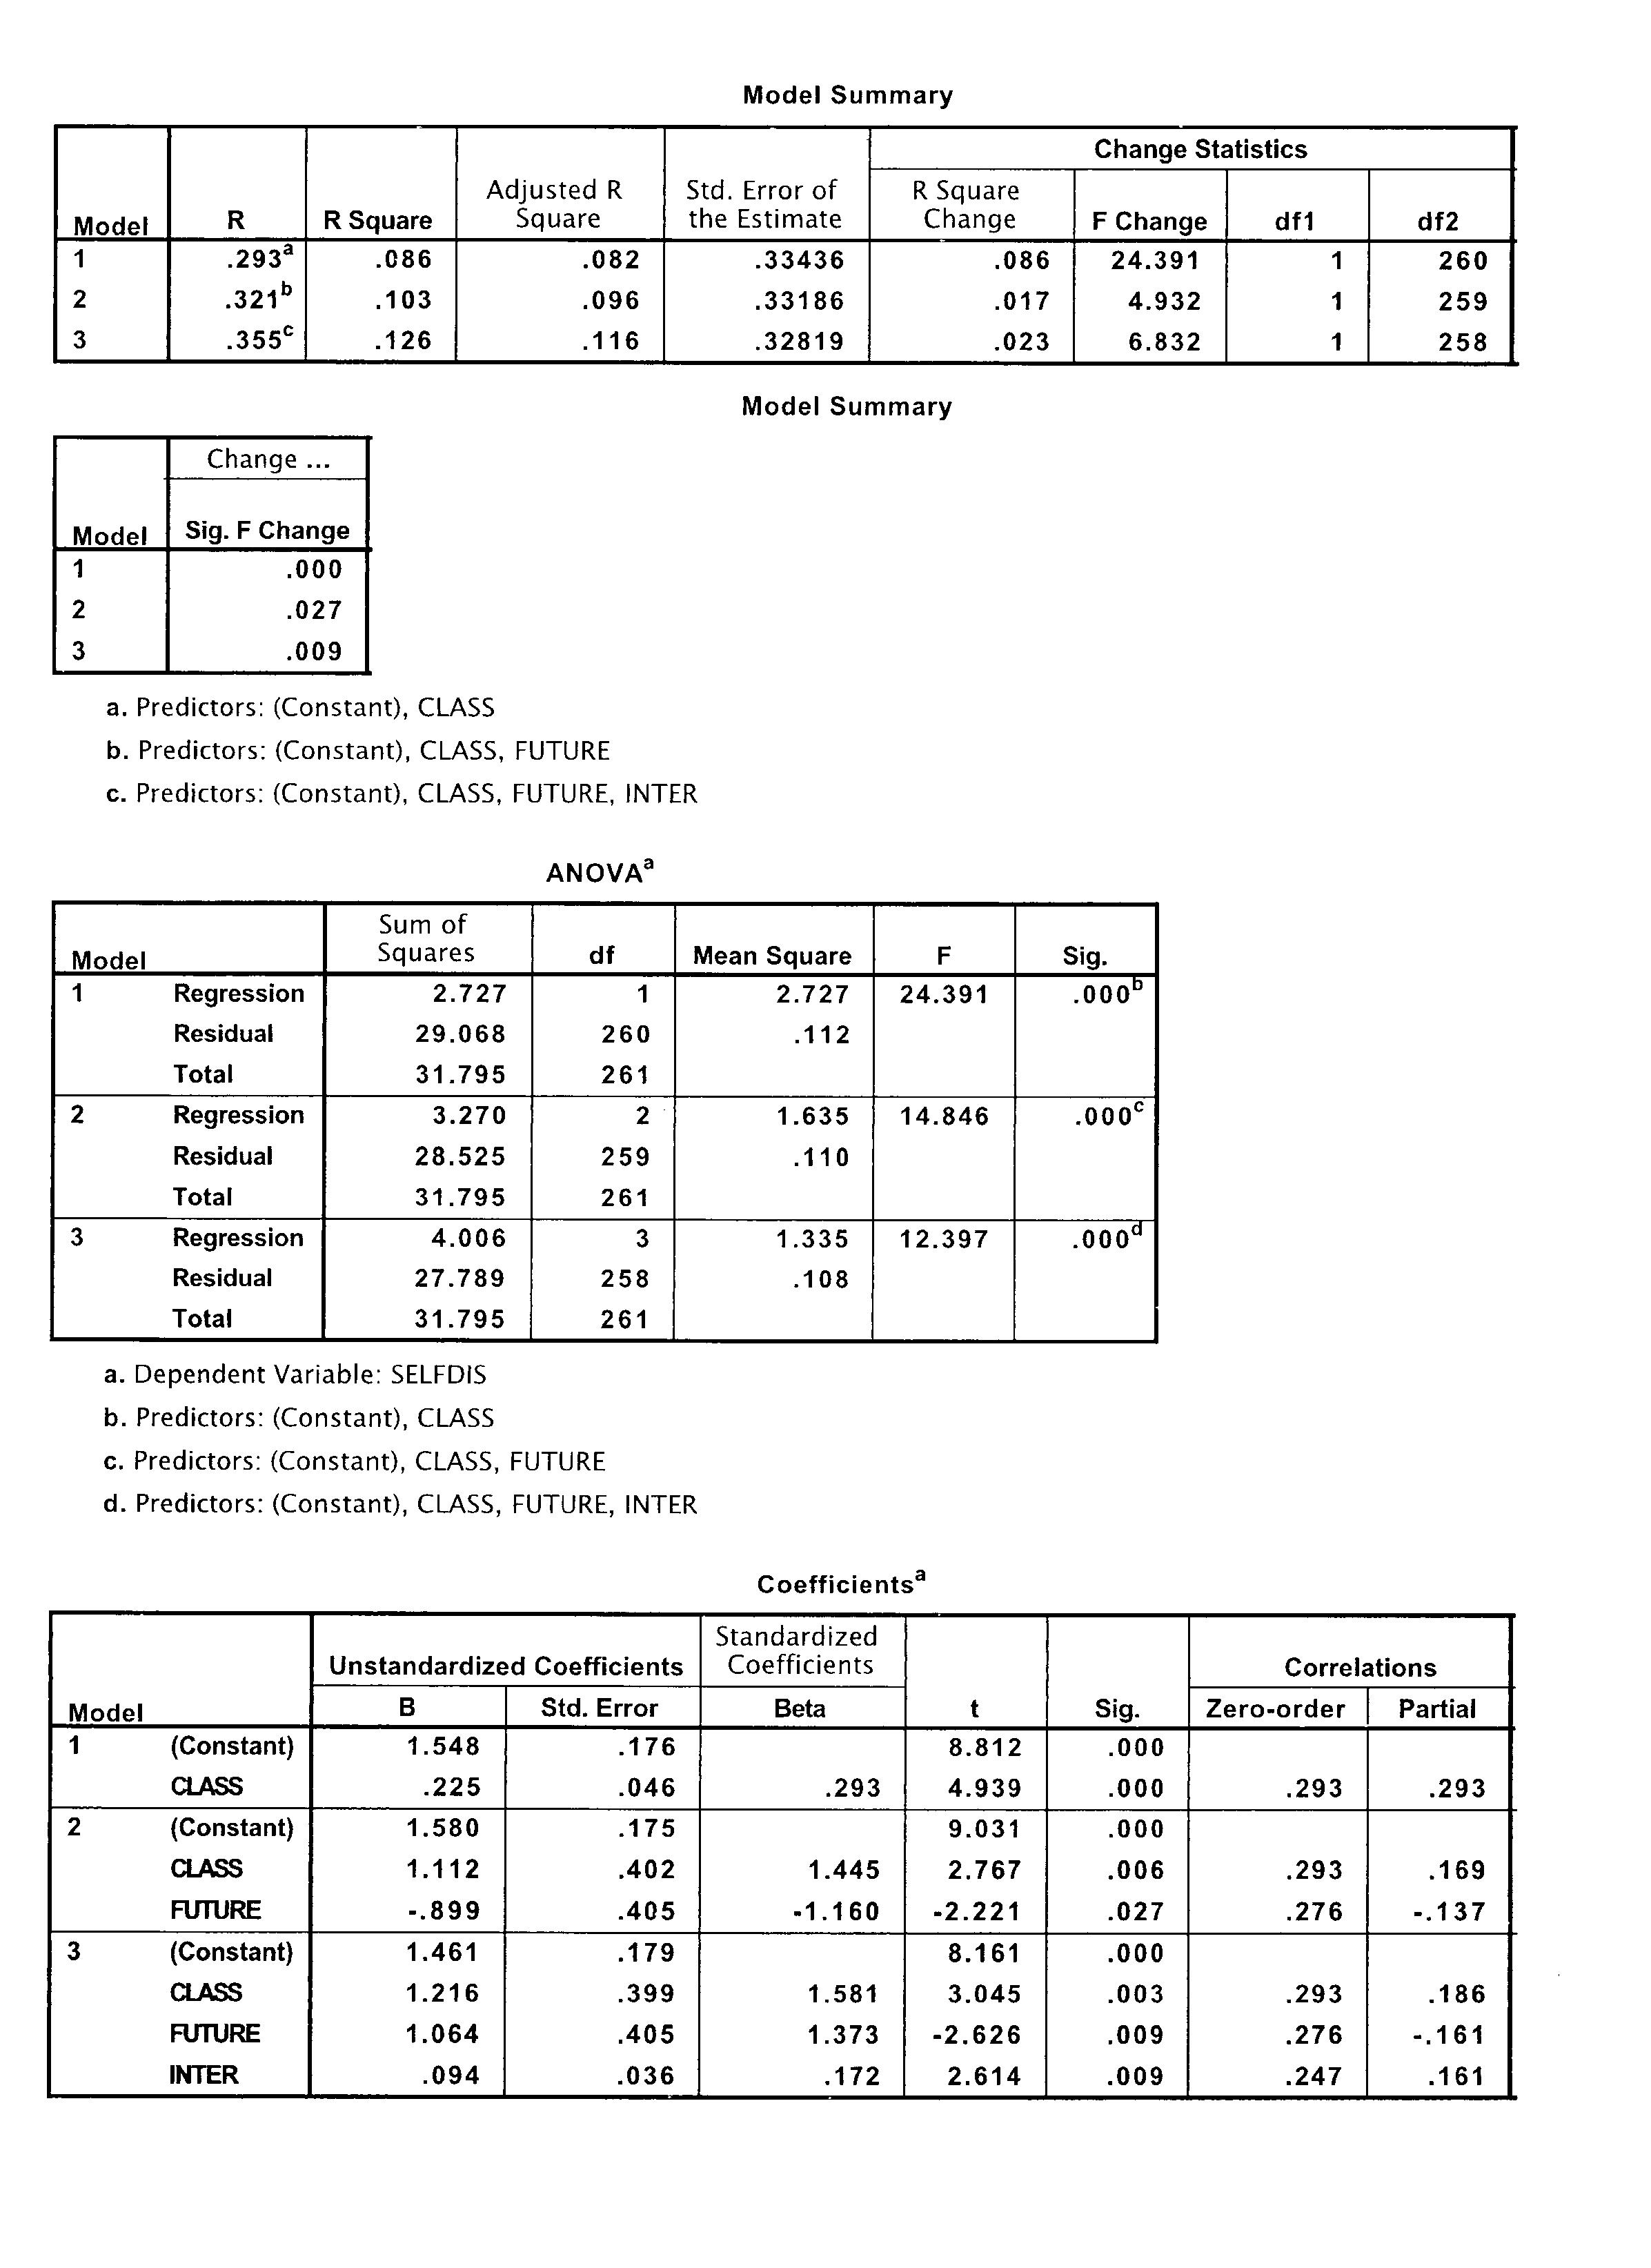 Model Summary
Change Statistics
Model R R Square Adjusted R Square Std. Error of the Estimate R Square Change F Change df1 df2
1 .293a .086 .082 .33436 .086 24.391 1 260
2 .321b .103 .096 .33186 .017 4.932 1 259
3 .355c .126 .116 .32819 .023 6.832 1 258
Model Summary
Change ...
Model Sig. F Change
1 .000
2 .027
3 .009
a. Predictors: (Constant), CLASS
b. Predictors: (Constant), CLASS, FUTURE
c. Predictors: (Constant), CLASS, FUTURE, INTER
ANOVAa
Model Sum of Squares df Mean Square F Sig.
1 Regression 2.727 1 2.727 24.391 .000b
Residual 29.068 260 .112
Total 31.795 261
2 Regression 3.270 2 1.635 14.846 .000c
Residual 28.525 259 .110
Total 31.795 261
3 Regression 4.006 3 1.335 12.397 .000d
Residual 27.789 258 .108
Total 31.795 261
a. Dependent Variable: SELFDIS
b. Predictors: (Constant), CLASS
c. Predictors: (Constant), CLASS, FUTURE
d. Predictors: (Constant), CLASS, FUTURE, INTER
Coefficientsa
Unstandardized Coefficients Standardized Coefficients Correlations
Model B Std. Error Beta t Sig. Zero-order Partial
1 (Constant) 1.548 .176 8.812 .000
CLASS .225 .046 .293 4.939 .000 .293 .293
2 (Constant) 1.580 .175 9.031 .000
CLASS 1.112 .402 1.445 2.767 .006 .293 .169
FUTURE -.899 .405 -1.160 -2.221 .027 .276 -.137
3 (Constant) 1.461 .179 8.161 .000
CLASS 1.216 .399 1.581 3.045 .003 .293 .186
FUTURE 1.064 .405 1.373 -2.626 .009 .276 -.161
INTER .094 .036 .172 2.614 .009 .247 .161